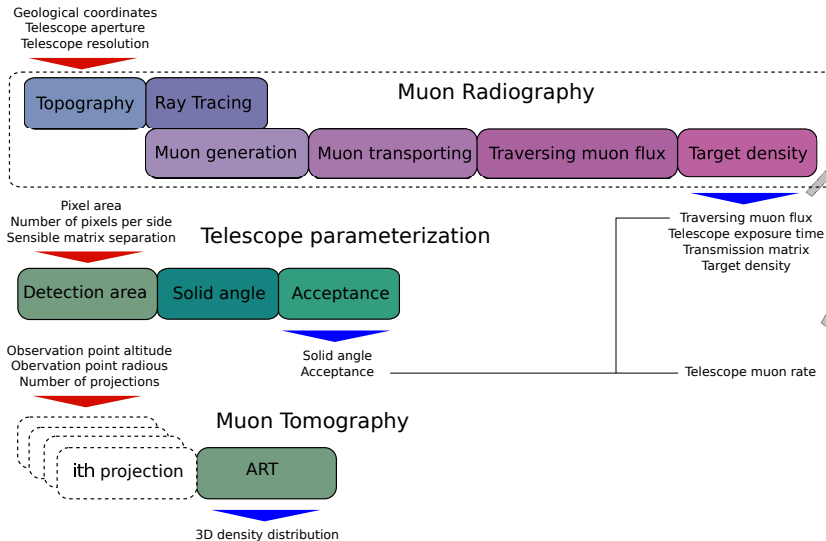 Geological coordinates
Telescope aperture
Telescope resolution
Muon Radiography
Topography
Ray Tracing
Muon generation
Muon transporting
Traversing muon flux
Target density
Pixel area
Number of pixels per side
Sensible matrix separation
Telescope parameterization
Traversing muon flux
Telescope exposure time
Transmission matrix
Target density
Detection area
Solid angle
Acceptance
Observation point altitude
Obervation point radious
Number of projections
Solid angle
Acceptance
Telescope muon rate
Muon Tomography
ith projection
ART
3D density distribution